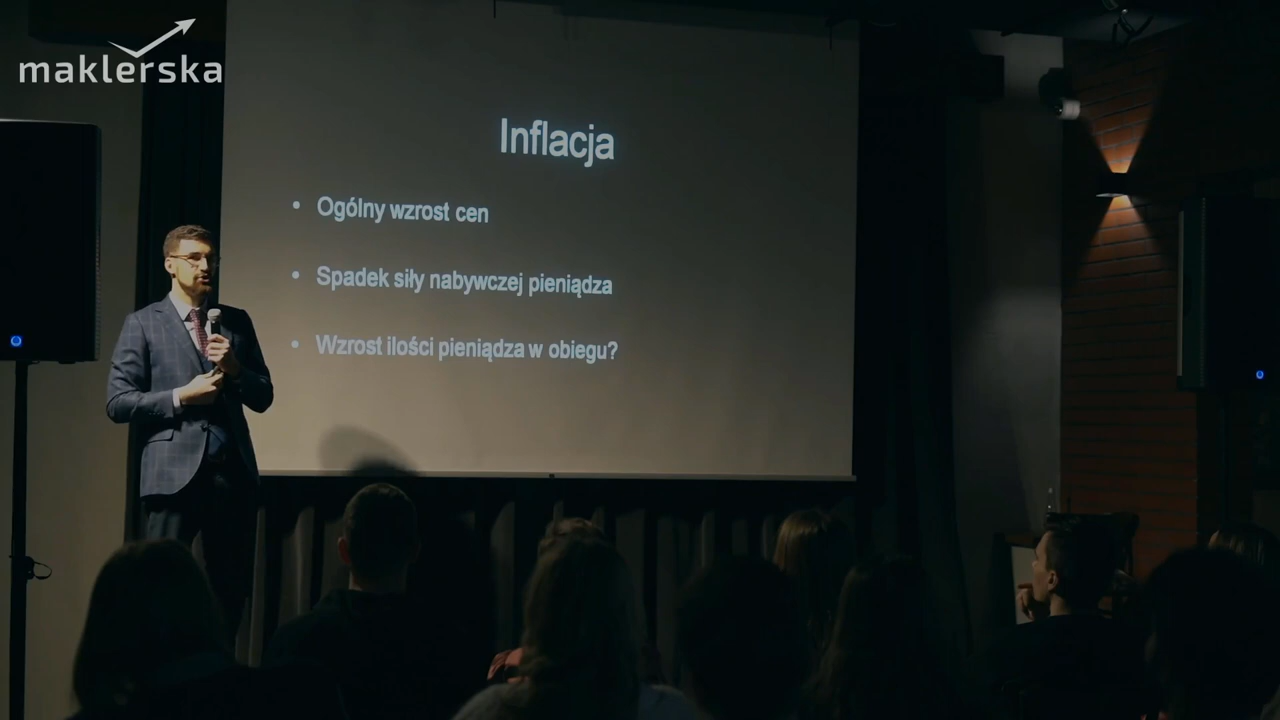 maklerska
Inflacja
• Ogólny wzrost cen
• Spadek siły nabywczej pieniądza
• Wzrost ilości pieniądza w obiegu?